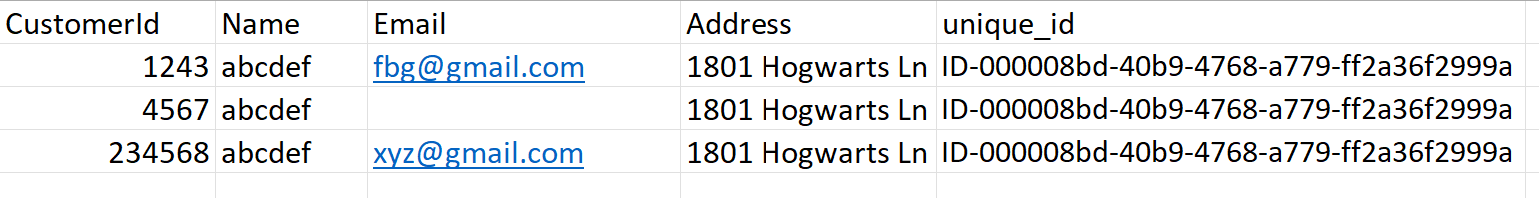 CustomerId Name Email Address unique_id
1243 abcdef fbg@gmail.com 1801 Hogwarts Ln ID-000008bd-40b9-4768-a779-ff2a36f2999a
4567 abcdef 1801 Hogwarts Ln ID-000008bd-40b9-4768-a779-ff2a36f2999a
234568 abcdef xyz@gmail.com 1801 Hogwarts Ln ID-000008bd-40b9-4768-a779-ff2a36f2999a